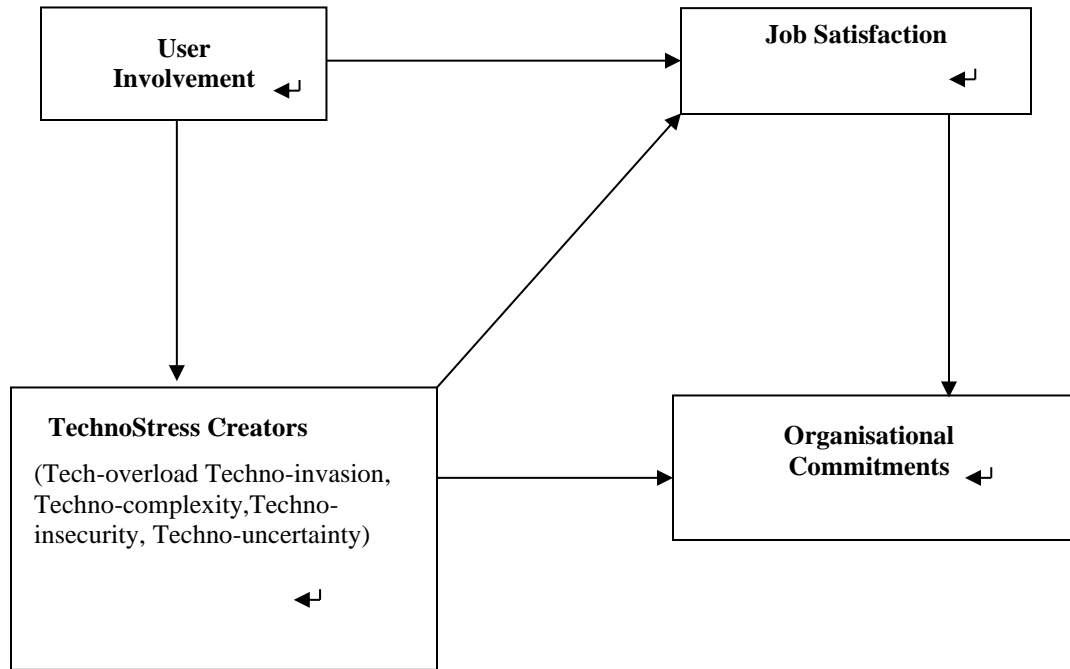 User
Involvement
Job Satisfaction
TechnoStress Creators
(Tech-overload Techno-invasion,
Techno-complexity,Techno-
insecurity, Techno-uncertainty)
Organisational
Commitments